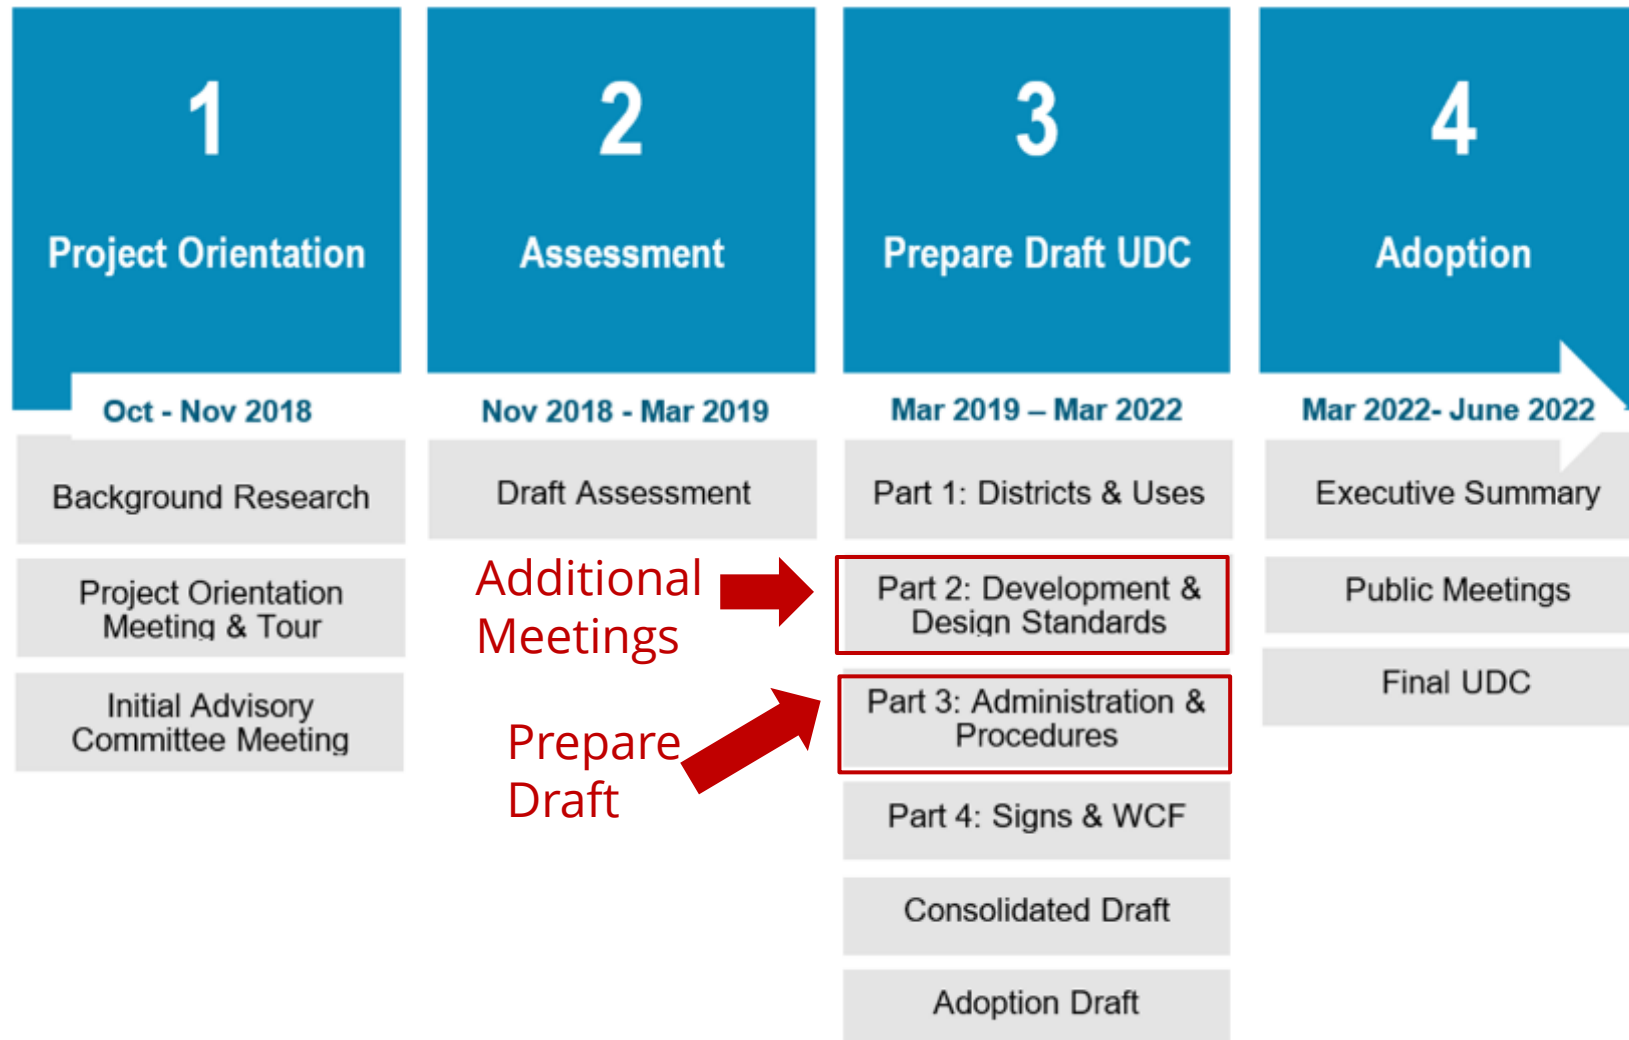 1
Project Orientation
Oct - Nov 2018
Background Research
Project Orientation
Meeting & Tour
Initial Advisory
Committee Meeting
2
Assessment
Nov 2018 - Mar 2019
Draft Assessment
Additional
Meetings
Prepare
Draft
3
Prepare Draft UDC
Mar 2019 – Mar 2022
Part 1: Districts & Uses
Part 2: Development &
Design Standards
Part 3: Administration &
Procedures
Part 4: Signs & WCF
Consolidated Draft
Adoption Draft
4
Adoption
Mar 2022- June 2022
Executive Summary
Public Meetings
Final UDC